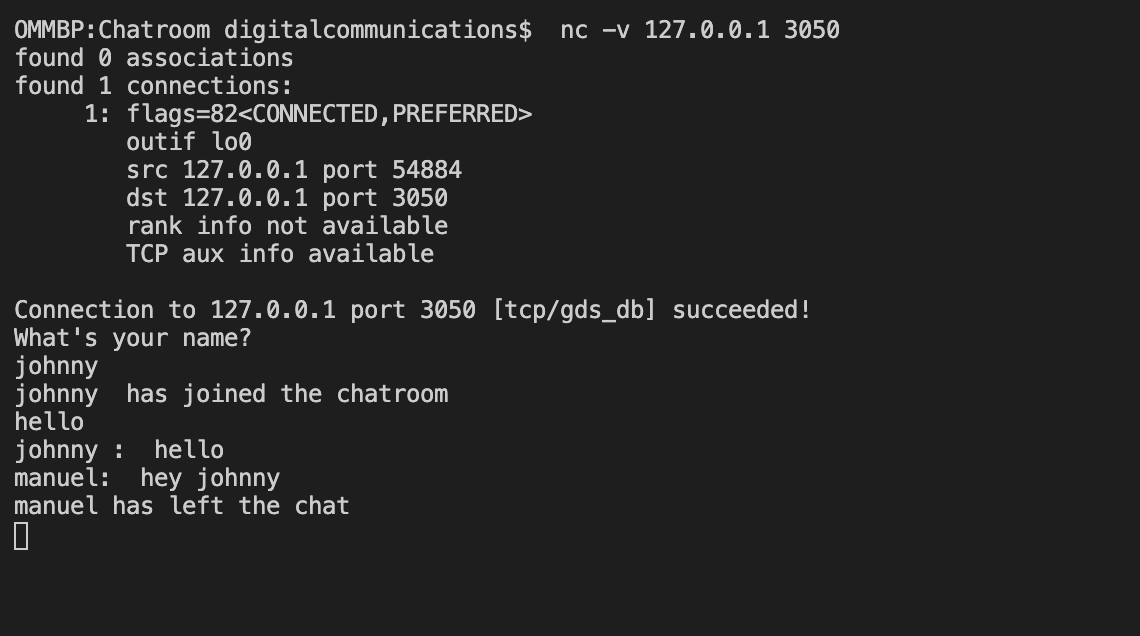 OMMBP:Chatroom digitalcommunications$  nc -v 127.0.0.1 3050
found 0 associations
found 1 connections:
     1: flags=82<CONNECTED,PREFERRED>
        outif lo0
        src 127.0.0.1 port 54884
        dst 127.0.0.1 port 3050
        rank info not available
        TCP aux info available

Connection to 127.0.0.1 port 3050 [tcp/gds_db] succeeded!
What's your name?
johnny
johnny  has joined the chatroom
hello
johnny :  hello
manuel:  hey johnny
manuel has left the chat